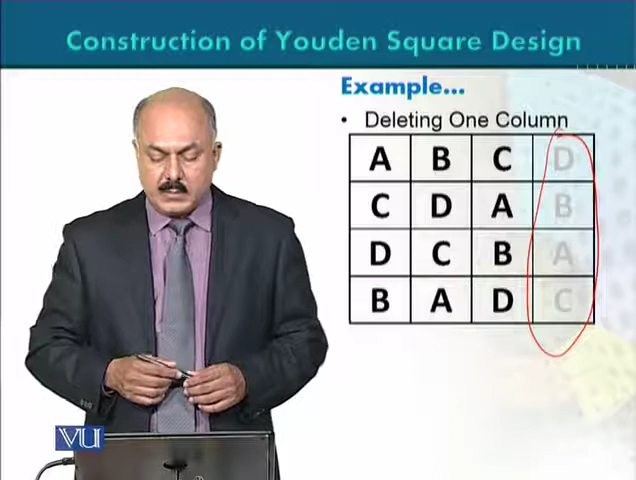 Construction of Youden Square Design
Example...
• Deleting One Column
A B C D
C D A B
D C B A
B A D C
VU